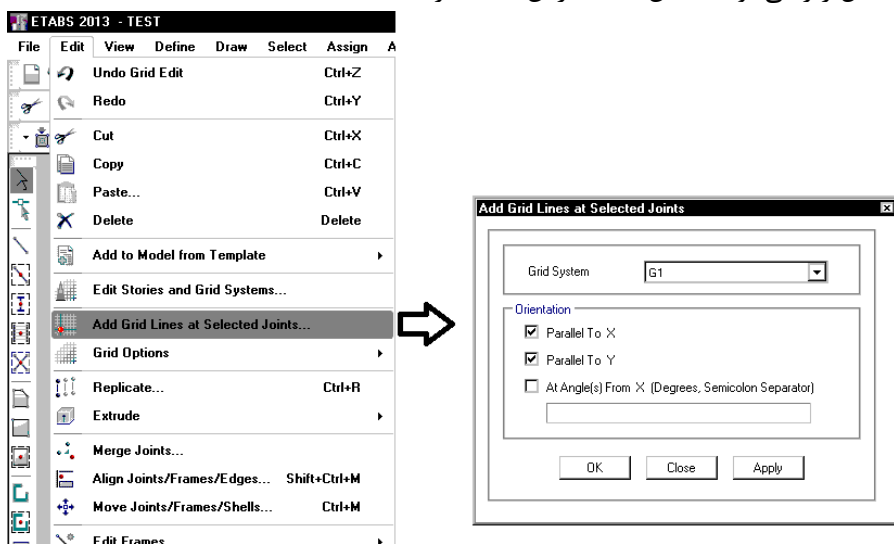 ETABS 2013 - TEST
File Edit View Define Draw Select Assign A
Undo Grid Edit Ctrl+Z
Redo Ctrl+Y
Cut Ctrl+X
Copy Ctrl+C
Paste... Ctrl+V
Delete Delete
Add to Model from Template
Edit Stories and Grid Systems...
Add Grid Lines at Selected Joints...
Grid Options
Replicate... Ctrl+R
Extrude
Merge Joints...
Align Joints/Frames/Edges... Shift+Ctrl+M
Move Joints/Frames/Shells... Ctrl+M
Edit Frames
Add Grid Lines at Selected Joints
Grid System G1
Orientation
Parallel To X
Parallel To Y
At Angle(s) From X (Degrees, Semicolon Separator)
OK Close Apply